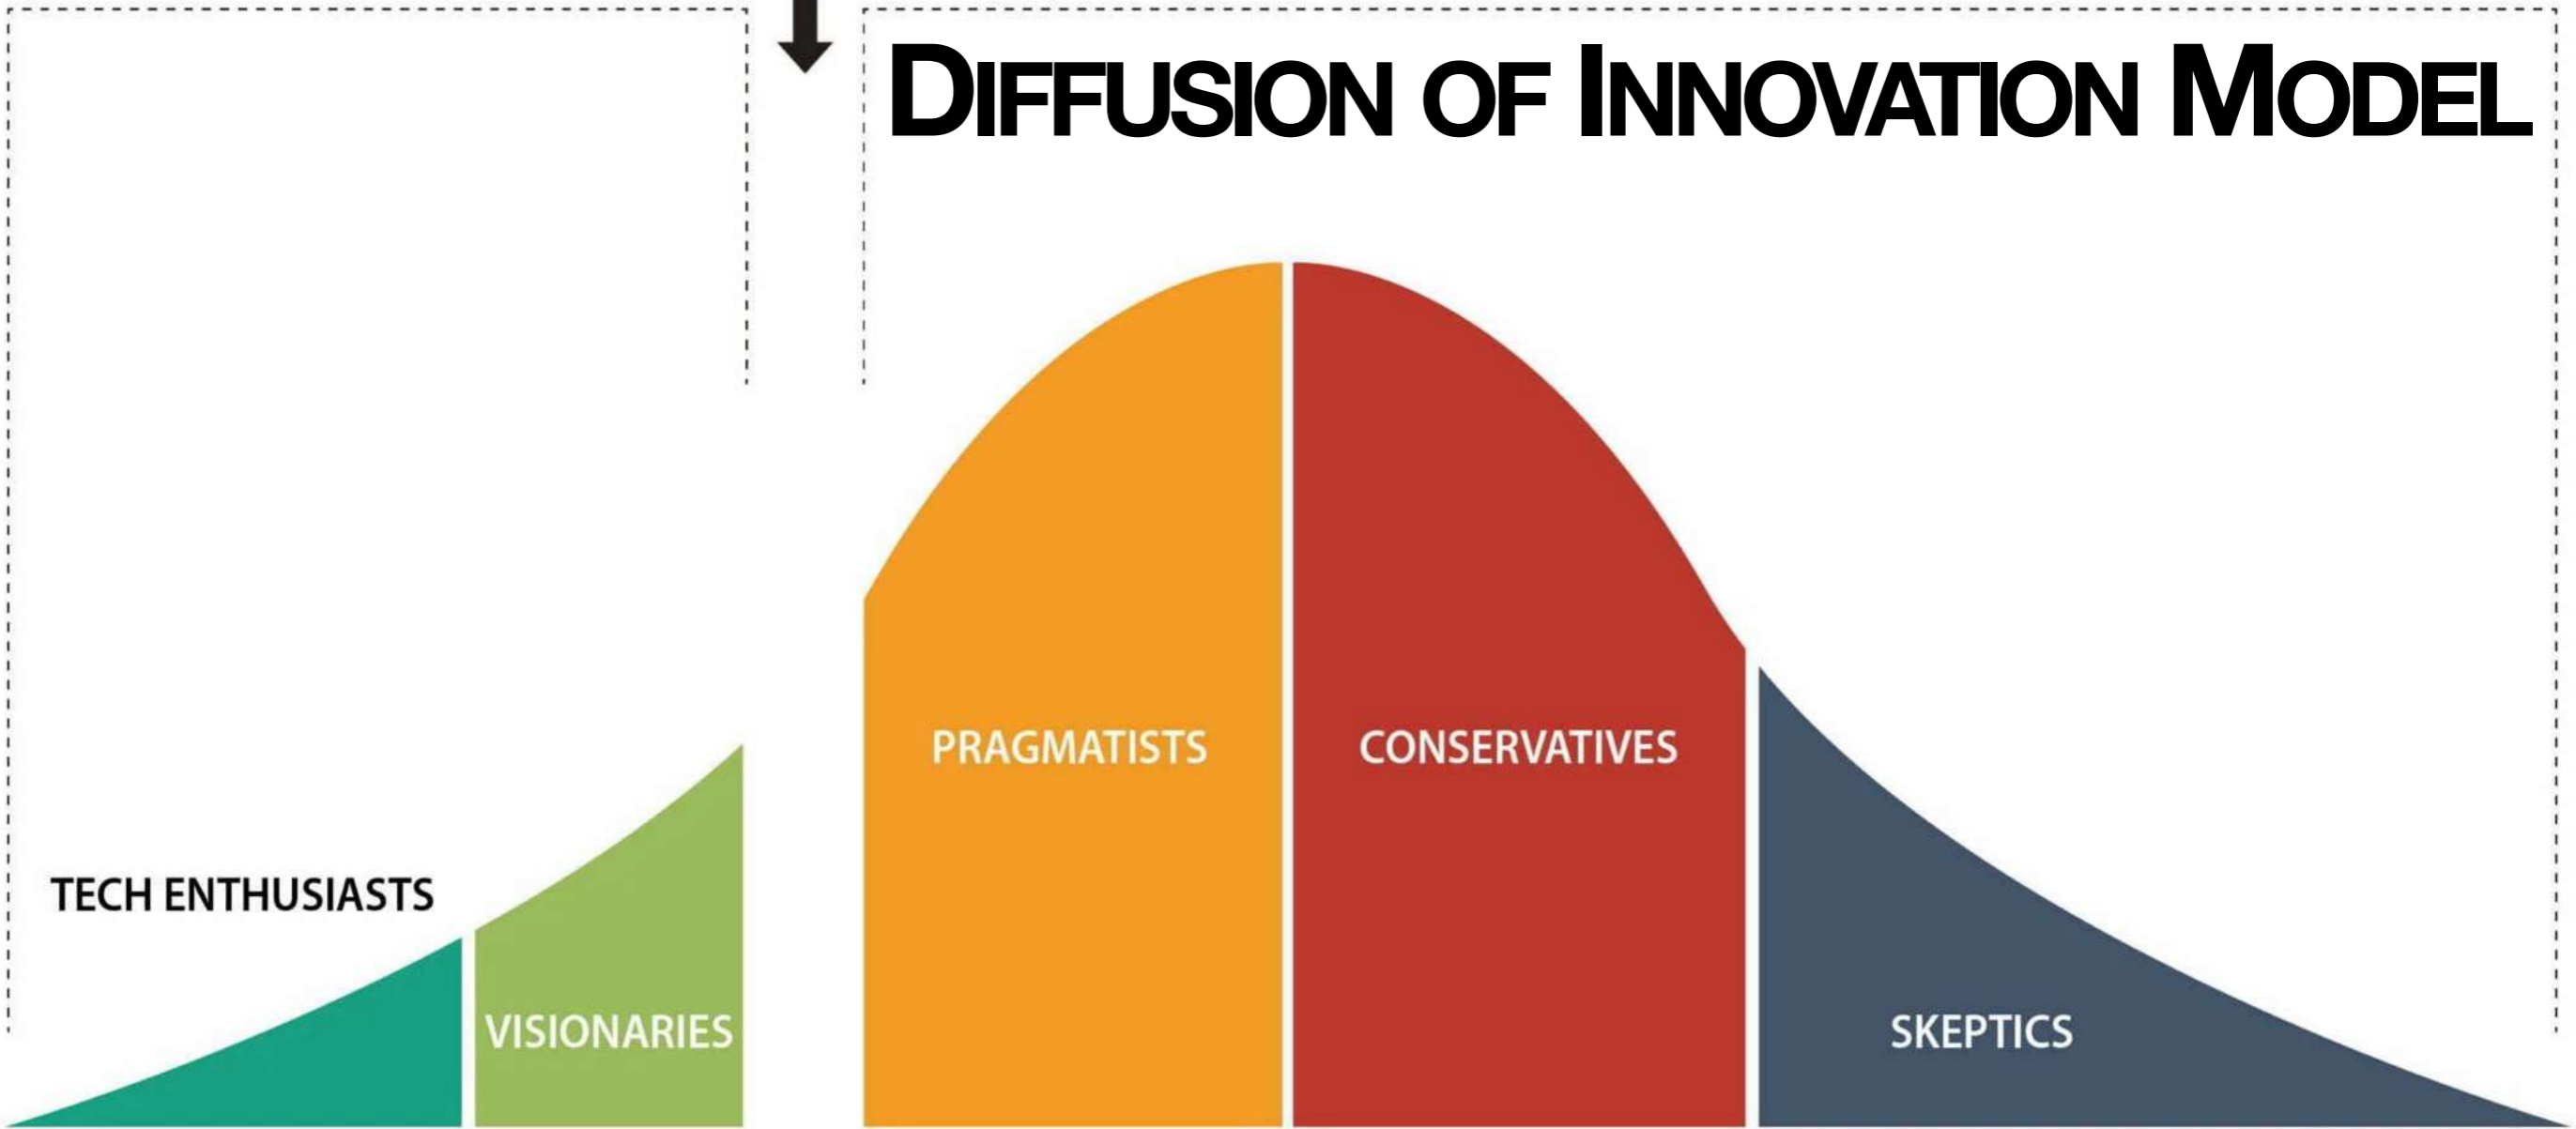 DIFFUSION OF INNOVATION MODEL
PRAGMATISTS
CONSERVATIVES
TECH ENTHUSIASTS
VISIONARIES
SKEPTICS